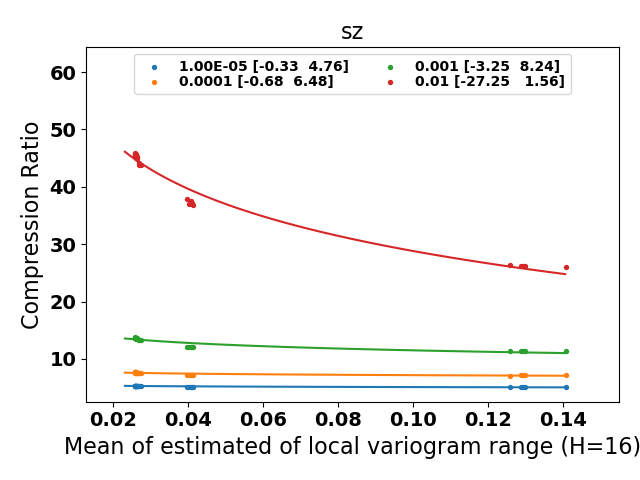 sz
1.00E-05 [-0.33  4.76]
0.0001 [-0.68  6.48]
0.001 [-3.25  8.24]
0.01 [-27.25   1.56]
Compression Ratio
60
50
40
30
20
10
0.02 0.04 0.06 0.08 0.10 0.12 0.14
Mean of estimated of local variogram range (H=16)